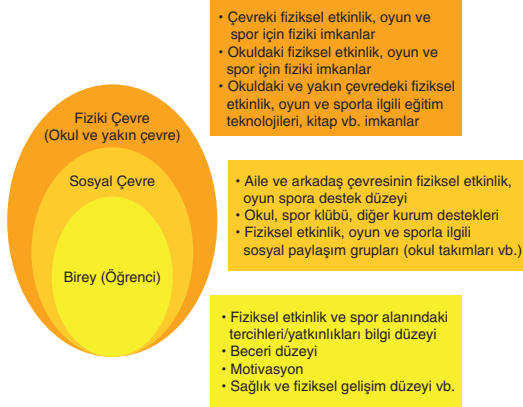 • Çevreki fiziksel etkinlik, oyun ve
spor için fiziki imkanlar
• Okuldaki fiziksel etkinlik, oyun ve
spor için fiziki imkanlar
• Okuldaki ve yakın çevredeki fiziksel
etkinlik, oyun ve sporla ilgili eğitim
teknolojileri, kitap vb. imkanlar
Fiziki Çevre
(Okul ve yakın çevre)
Sosyal Çevre
• Aile ve arkadaş çevresinin fiziksel etkinlik,
oyun spora destek düzeyi
• Okul, spor klübü, diğer kurum destekleri
• Fiziksel etkinlik, oyun ve sporla ilgili
sosyal paylaşım grupları (okul takımları vb.)
Birey (Öğrenci)
• Fiziksel etkinlik ve spor alanındaki
tercihleri/yatkınlıkları bilgi düzeyi
• Beceri düzeyi
• Motivasyon
• Sağlık ve fiziksel gelişim düzeyi vb.